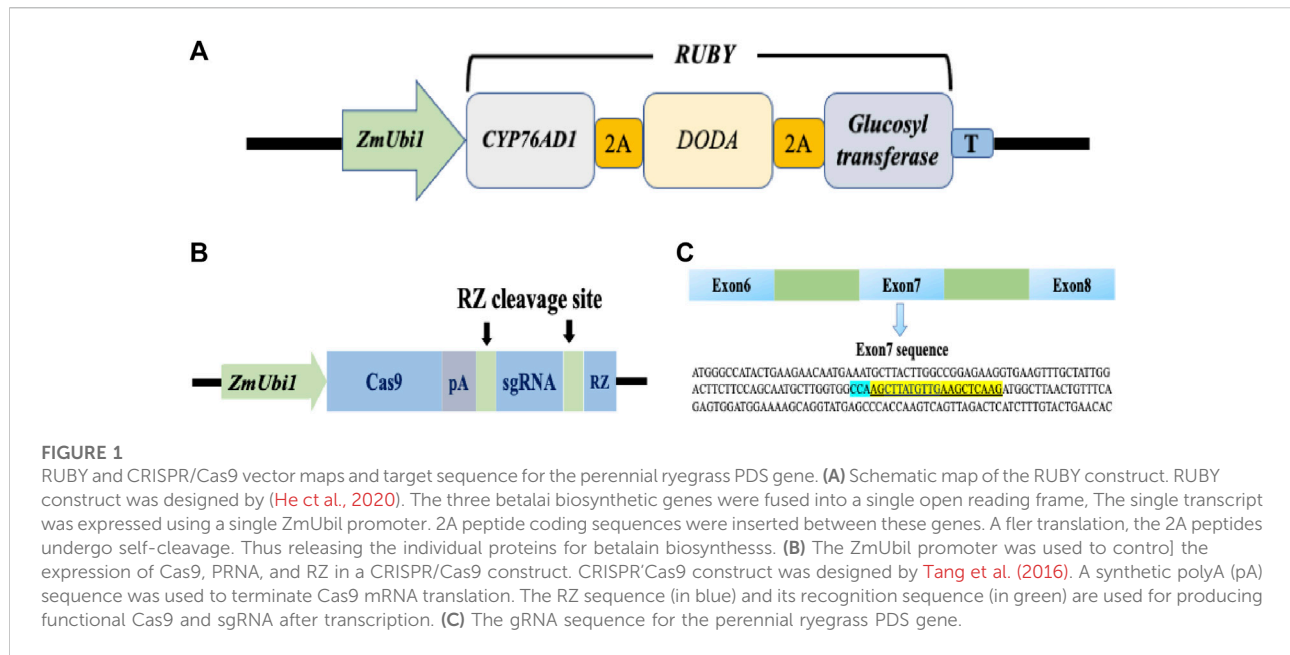 A
RUBY
ZmUbi1
CYP76AD1
2A
DODA
2A
Glucosyl
transferase
T
B
RZ cleavage site
ZmUbi1
Cas9
pA
sgRNA
RZ
C
Exon6
Exon7
Exon8
Exon7 sequence
ATGGGCCATACTGAAGAACAATGAAATGCTTACTTGGCCGGAGAAGGTGAAGTTTGCTATTGG
ACTTCTTCCAGCAATGCTTGGTGGCCAAGCTTATGTTGAAGCTCAAGATGGCTTAACTGTTTCA
GAGTGGATGGAAAAGCAGGTATGAGCCCACCAAGTCAGTTAGACTCATCTTTGTACTGAACAC
FIGURE 1
RUBY and CRISPR/Cas9 vector maps and target sequence for the perennial ryegrass PDS gene. (A) Schematic map of the RUBY construct. RUBY
construct was designed by (He ct al., 2020). The three betalai biosynthetic genes were fused into a single open reading frame, The single transcript
was expressed using a single ZmUbil promoter. 2A peptide coding sequences were inserted between these genes. A fler translation, the 2A peptides
undergo self-cleavage. Thus releasing the individual proteins for betalain biosynthesss. (B) The ZmUbil promoter was used to contro] the
expression of Cas9, PRNA, and RZ in a CRISPR/Cas9 construct. CRISPR'Cas9 construct was designed by Tang et al. (2016). A synthetic polyA (pA)
sequence was used to terminate Cas9 mRNA translation. The RZ sequence (in blue) and its recognition sequence (in green) are used for producing
functional Cas9 and sgRNA after transcription. (C) The gRNA sequence for the perennial ryegrass PDS gene.